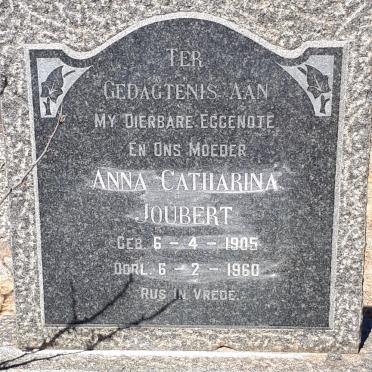 TER
GEDAGTENIS AAN
MY DIERBARE EGGENOTE
EN ONS MOEDER
ANNA CATHARINA
JOUBERT
GEB. 6 - 4 - 1905
OORL. 6 - 2 - 1960
RUS IN VREDE.